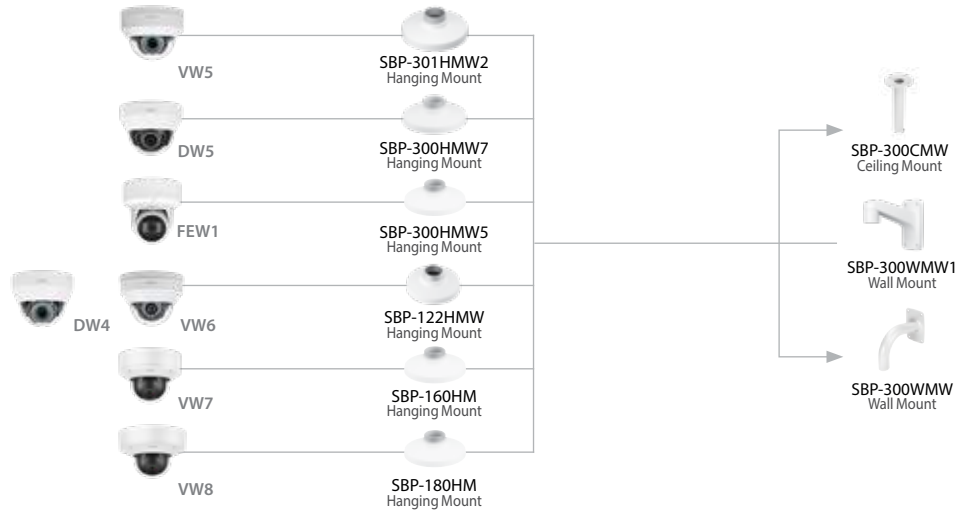 VW5
SBP-301HMW2
Hanging Mount
DW5
SBP-300HMW7
Hanging Mount
SBP-300CMW
Ceiling Mount
FEW1
SBP-300HMW5
Hanging Mount
SBP-300WMW1
Wall Mount
DW4
VW6
SBP-122HMW
Hanging Mount
VW7
SBP-160HM
Hanging Mount
SBP-300WMW
Wall Mount
VW8
SBP-180HM
Hanging Mount